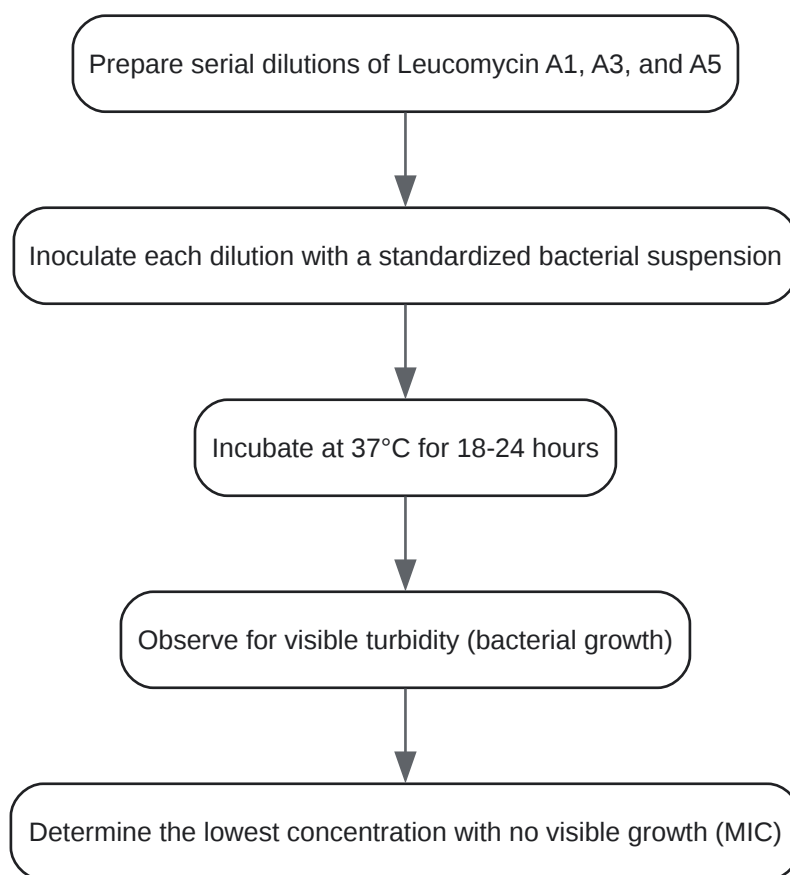 Prepare serial dilutions of Leucomycin A1, A3, and A5
Inoculate each dilution with a standardized bacterial suspension
Incubate at 37°C for 18-24 hours
Observe for visible turbidity (bacterial growth)
Determine the lowest concentration with no visible growth (MIC)